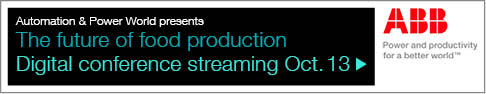 Automation & Power World presents
The future of food production
Digital conference streaming Oct. 13
ABB
Power and productivity
for a better world™